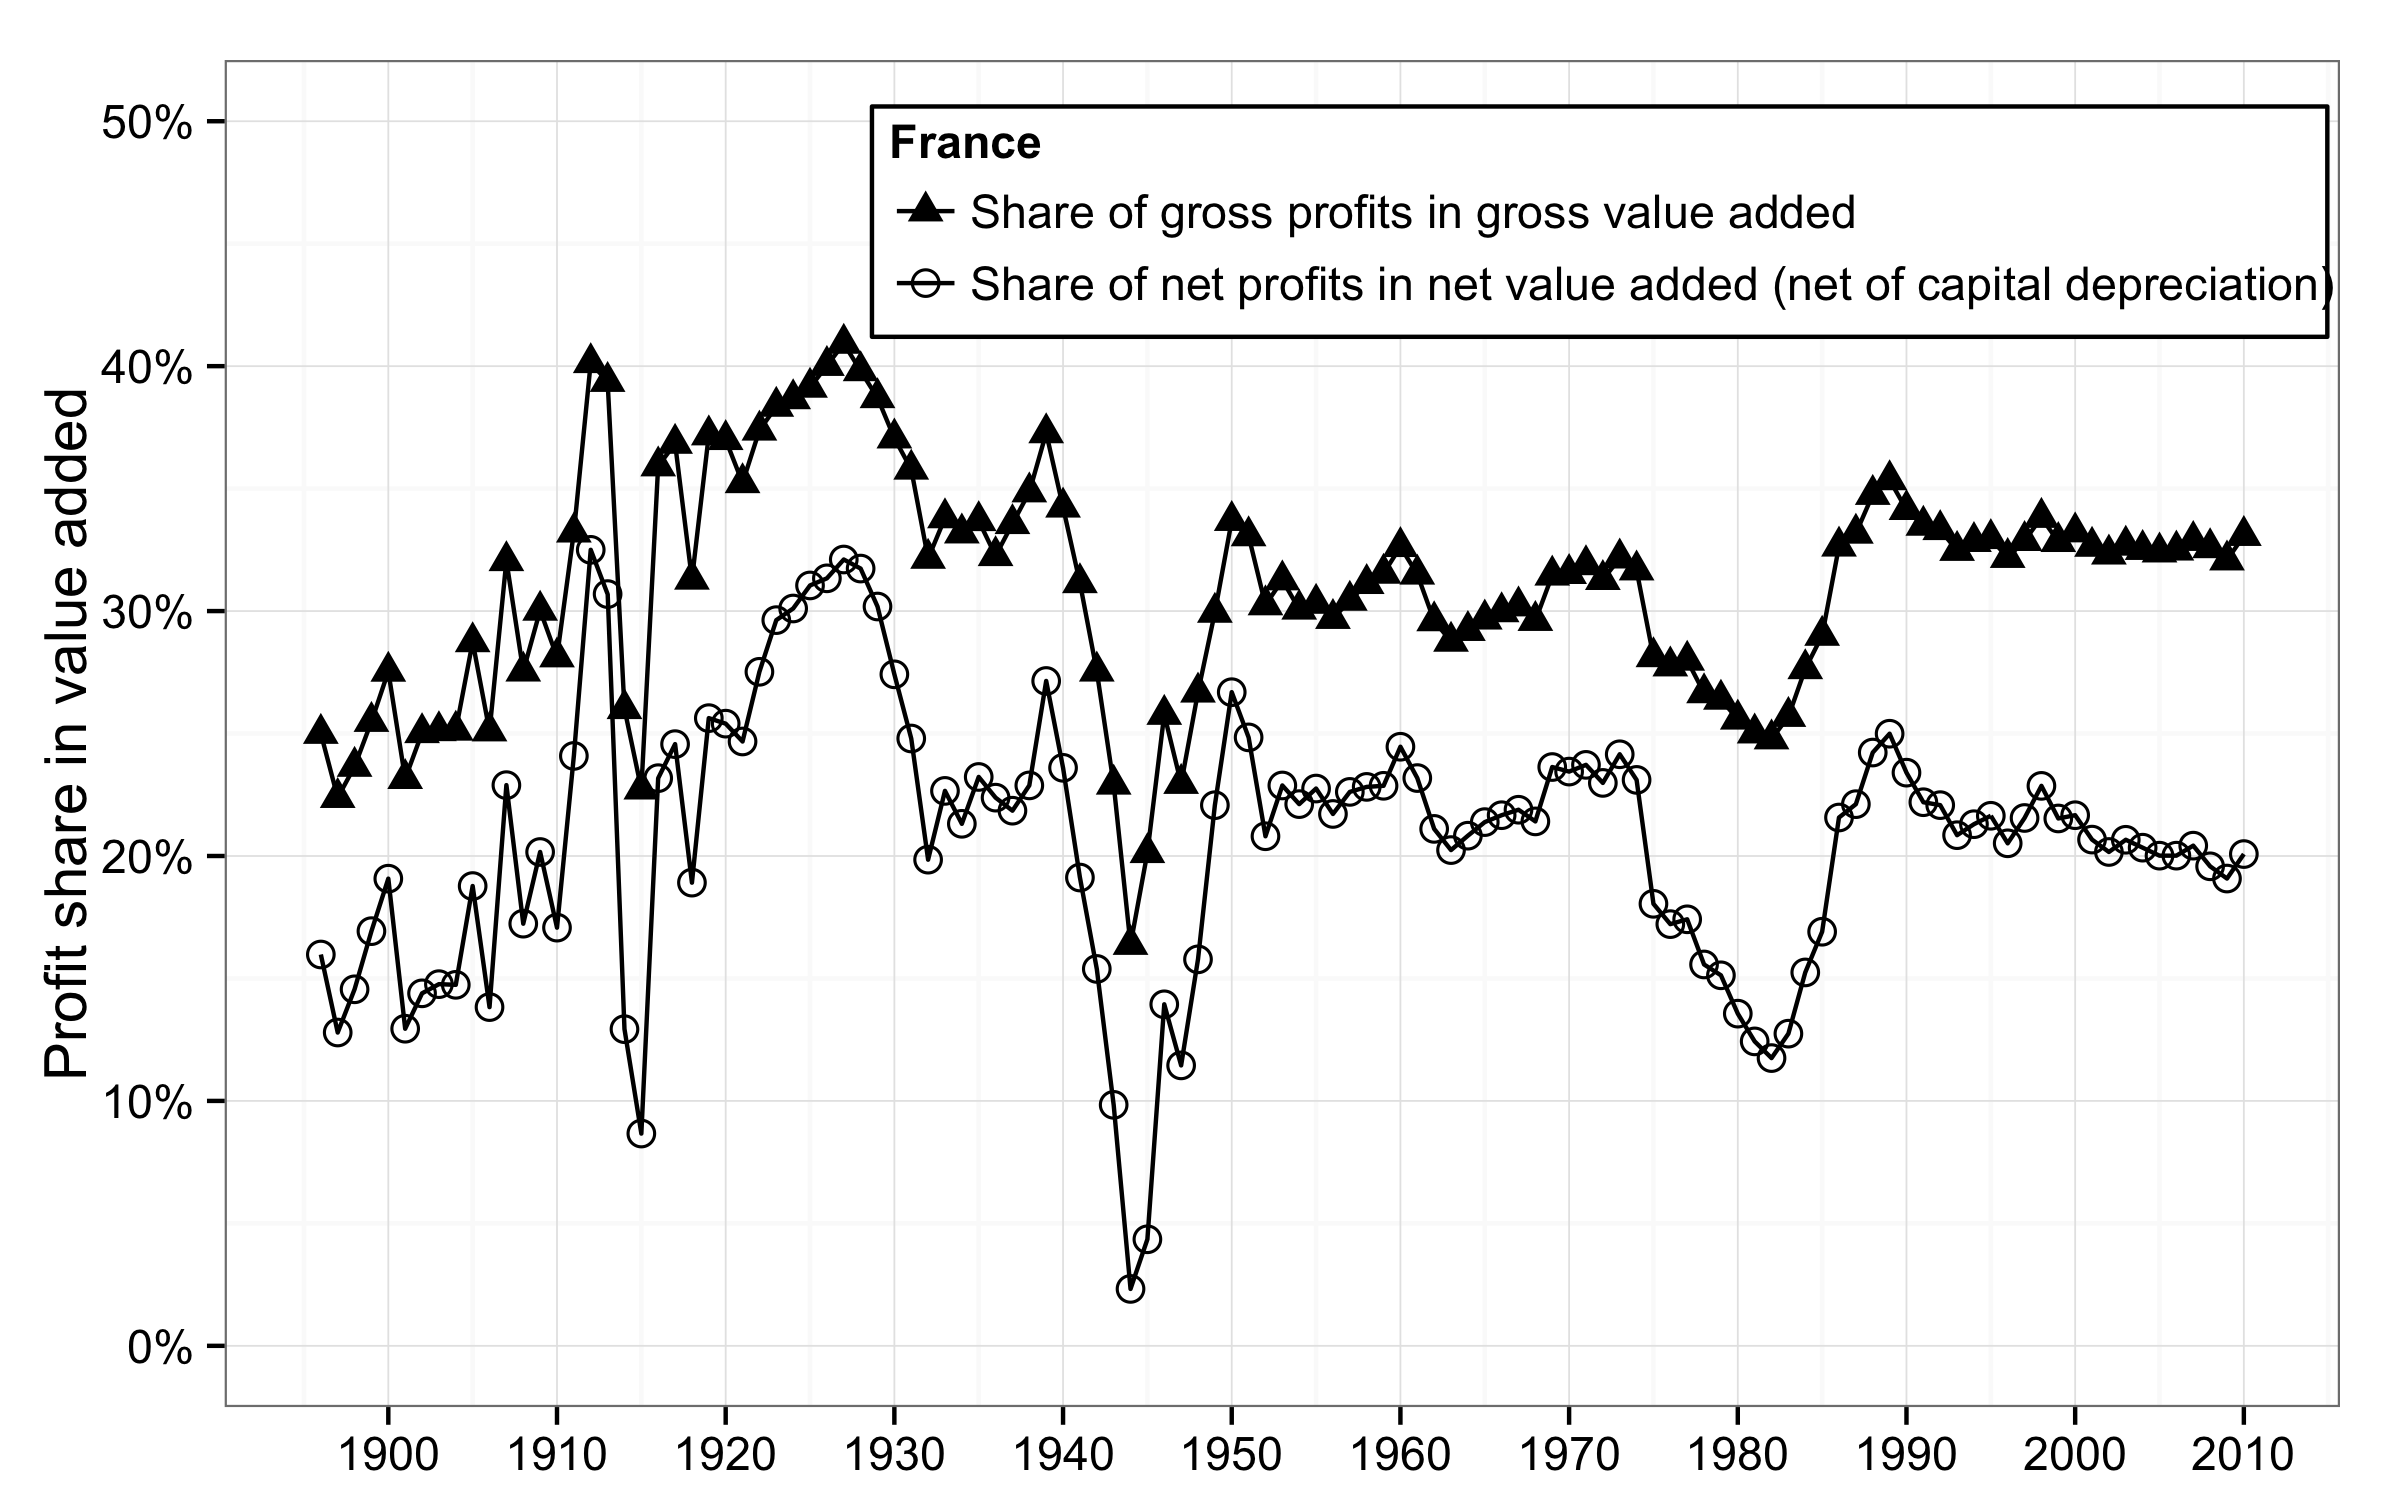 France
Share of gross profits in gross value added
Share of net profits in net value added (net of capital depreciation)
Profit share in value added
50%
40%
30%
20%
10%
0%
1900 1910 1920 1930 1940 1950 1960 1970 1980 1990 2000 2010